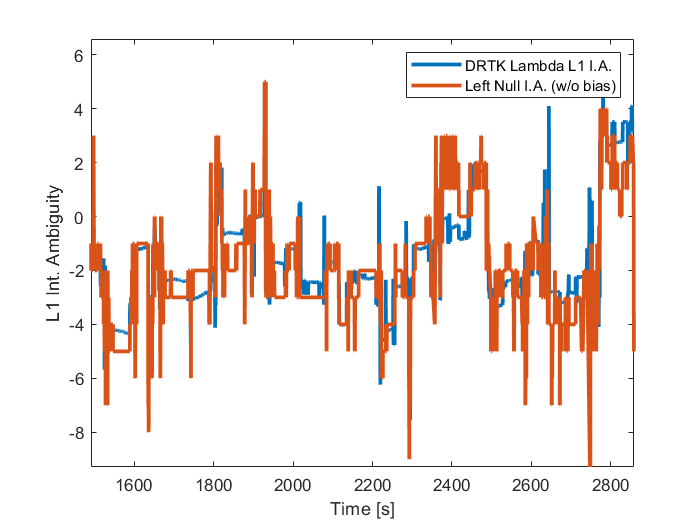 DRTK Lambda L1 I.A.
Left Null I.A. (w/o bias)
6
4
2
0
-2
-4
-6
-8
L1 Int. Ambiguity
1600 1800 2000 2200 2400 2600 2800
Time [s]